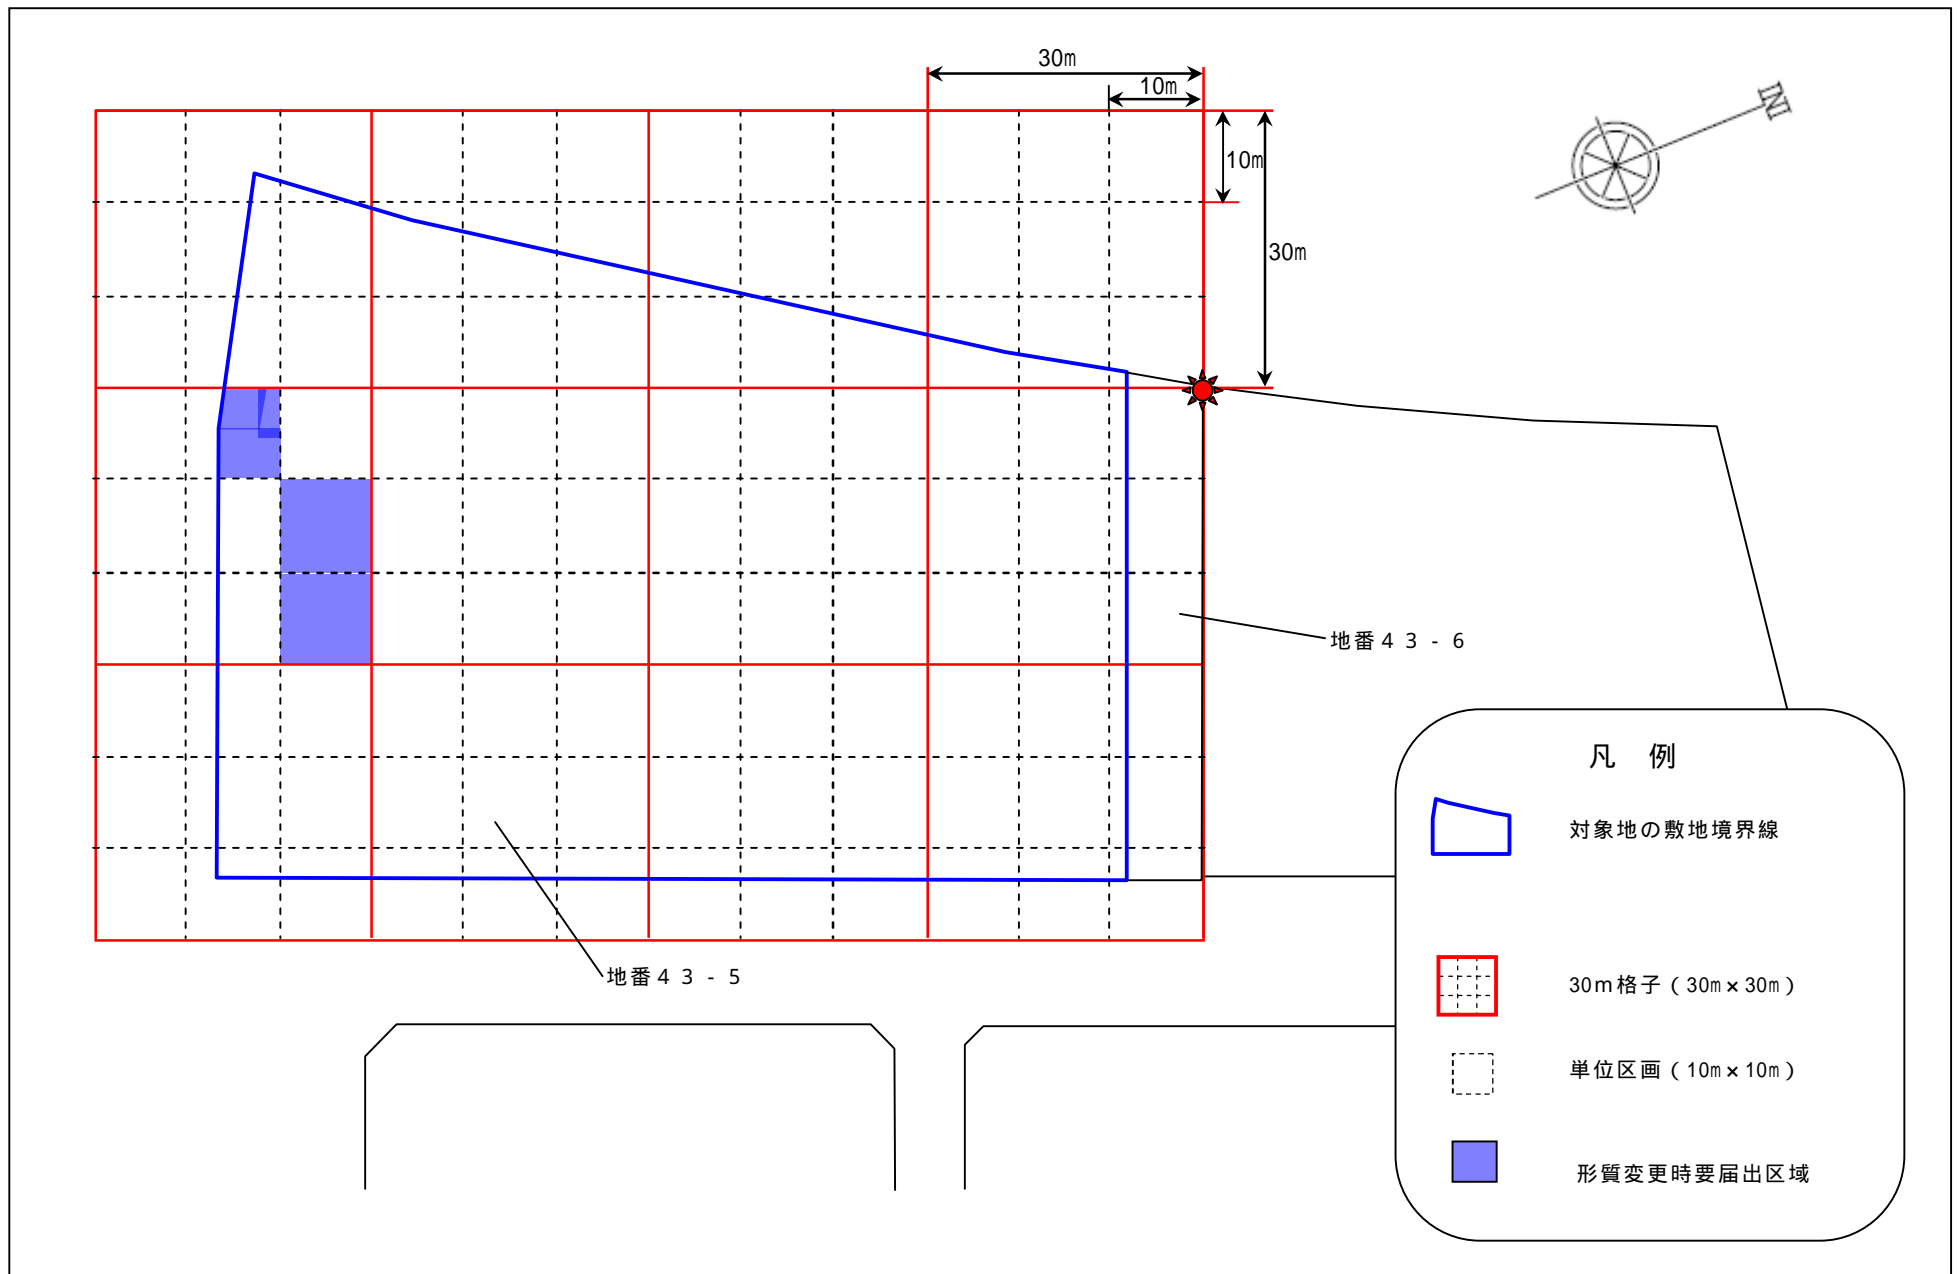 30m
10m
N
10m
30m
地番43-6
凡 例
対象地の敷地境界線
地番43-5
30m格子(30m×30m)
単位区画(10m×10m)
形質変更時要届出区域